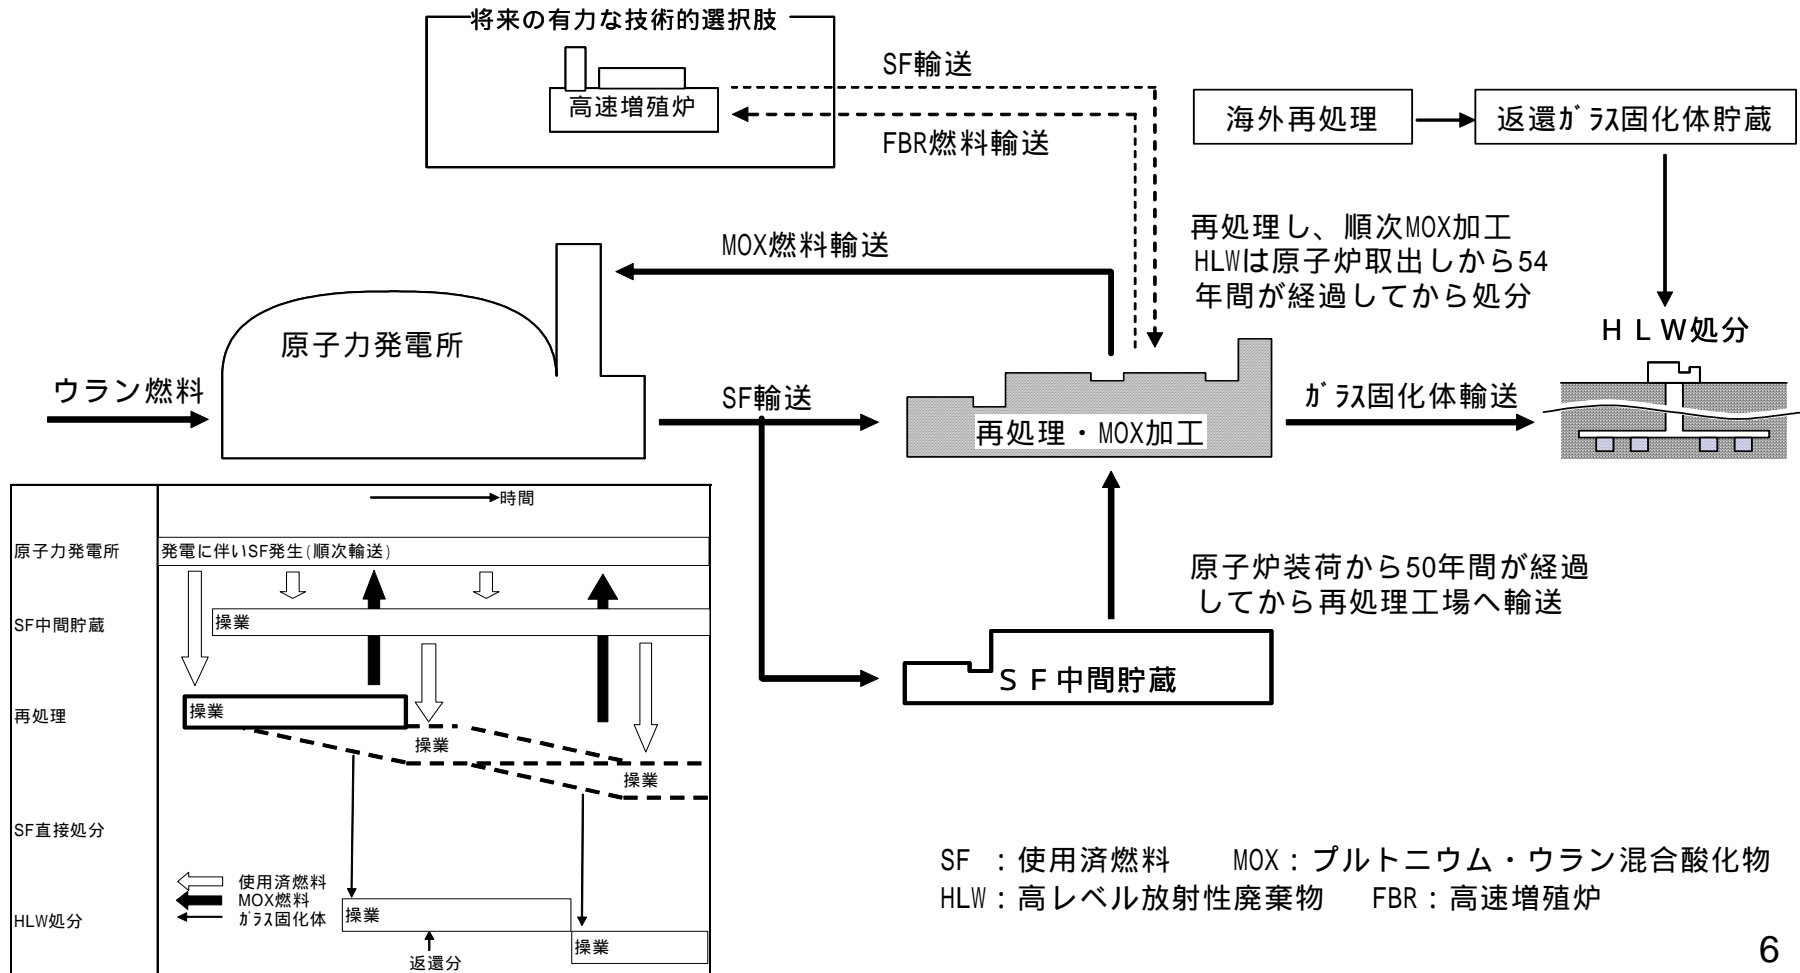 将来の有力な技術的選択肢
高速増殖炉
SF輸送
FBR燃料輸送
海外再処理
返還ガラス固化体貯蔵
MOX燃料輸送
再処理し、順次MOX加工
HLWは原子炉取出しから54
年間が経過してから処分
HLW処分
原子力発電所
ウラン燃料
SF輸送
再処理・MOX加工
ガラス固化体輸送
原子炉装荷から50年間が経過
してから再処理工場へ輸送
SF中間貯蔵
時間
原子力発電所
発電に伴いSF発生(順次輸送)
SF中間貯蔵
操業
再処理
操業
操業
操業
SF直接処分
使用済燃料
MOX燃料
ガラス固化体
HLW処分
操業
操業
返還分
SF :使用済燃料 MOX:プルトニウム・ウラン混合酸化物
HLW:高レベル放射性廃棄物 FBR:高速増殖炉
6